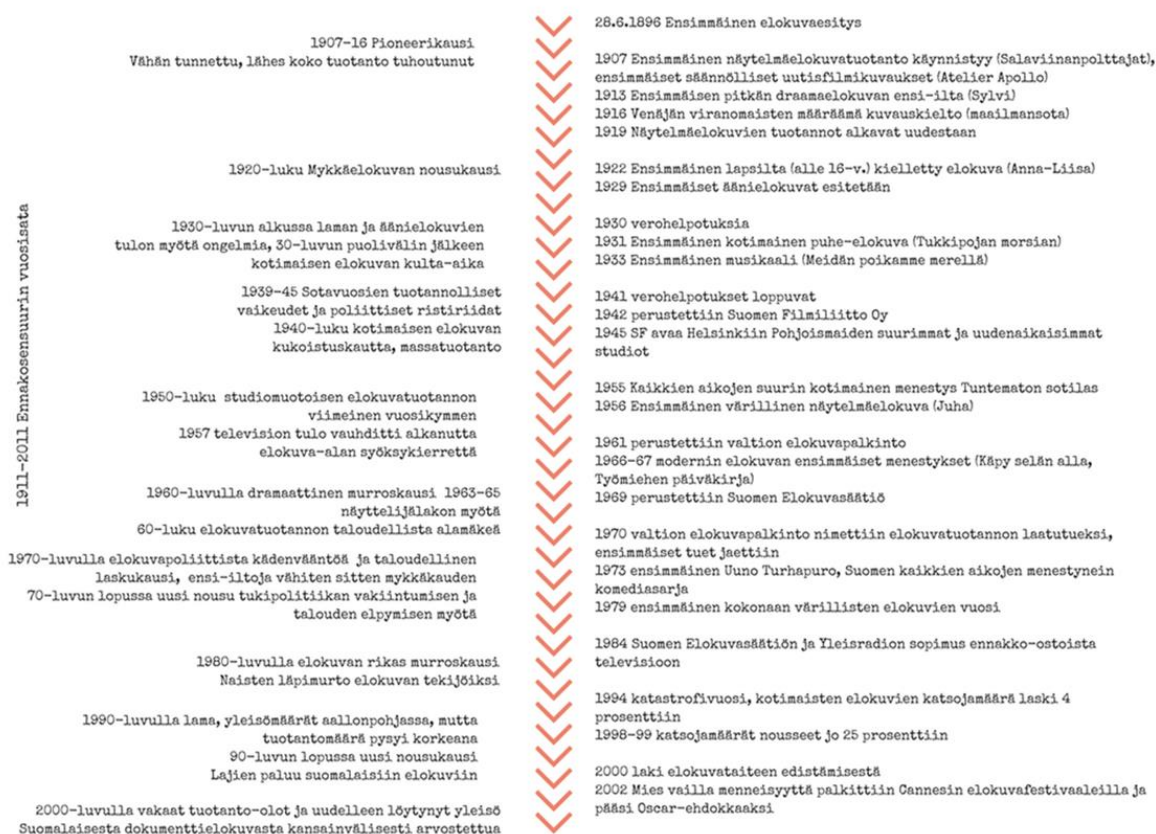 1911-2011 Ennakosensuurin vuosisata
1907-16 Pioneerikausi
Vähän tunnettu, lähes koko tuotanto tuhoutunut
1920-luku Mykkäelokuvan nousukausi
1930-luvun alkussa laman ja äänielokuvien
tulon myötä ongelmia, 30-luvun puolivälin jälkeen
kotimaisen elokuvan kulta-aika
1939-45 Sotavuosien tuotannolliset
vaikeudet ja poliittiset ristiriidat
1940-luku kotimaisen elokuvan
kukoistuskautta, massatuotanto
1950-luku studiomuotoisen elokuvatuotannon
viimeinen vuosikymmen
1957 television tulo vauhditti alkanutta
elokuva-alan syöksykierrettä
1960-luvulla dramaattinen murroskausi 1963-65
näyttelijälakon myötä
60-luku elokuvatuotannon taloudellista alamäkeä
1970-luvulla elokuvapoliittista kädenvääntöä ja taloudellinen
laskukausi, ensi-iltoja vähiten sitten mykkäkauden
70-luvun lopussa uusi nousu tukipolitiikan vakiintumisen ja
talouden elpymisen myötä
1980-luvulla elokuvan rikas murroskausi
Naisten läpimurto elokuvan tekijöiksi
1990-luvulla lama, yleisömäärät aallonpohjassa, mutta
tuotantomäärä pysyi korkeana
90-luvun lopussa uusi nousukausi
Lajien paluu suomalaisiin elokuviin
2000-luvulla vakaat tuotanto-olot ja uudelleen löytynyt yleisö
Suomalaisesta dokumenttielokuvasta kansainvälisesti arvostettua
28.6.1896 Ensimmäinen elokuvaesitys
1907 Ensimmäinen näytelmäelokuvatuotanto käynnistyy (Salaviinanpolttajat),
ensimmäiset säännölliset uutisfilmikuvaukset (Atelier Apollo)
1913 Ensimmäisen pitkän draamaelokuvan ensi-ilta (Sylvi)
1916 Venäjän viranomaisten määräämä kuvauskielto (maailmansota)
1919 Näytelmäelokuvien tuotannot alkavat uudestaan
1922 Ensimmäinen lapsilta (alle 16-v.) kielletty elokuva (Anna-Liisa)
1929 Ensimmäiset äänielokuvat esitetään
1930 verohelpotuksia
1931 Ensimmäinen kotimainen puhe-elokuva (Tukkipojan morsian)
1933 Ensimmäinen musikaali (Meidän poikamme merellä)
1941 verohelpotukset loppuvat
1942 perustettiin Suomen Filmiliitto Oy
1945 SF avaa Helsinkiin Pohjoismaiden suurimmat ja uudenaikaisimmat
studiot
1955 Kaikkien aikojen suurin kotimainen menestys Tuntematon sotilas
1956 Ensimmäinen värillinen näytelmäelokuva (Juha)
1961 perustettiin valtion elokuvapalkinto
1966-67 modernin elokuvan ensimmäiset menestykset (Käpy selän alla,
Työmiehen päiväkirja)
1969 perustettiin Suomen Elokuvasäätiö
1970 valtion elokuvapalkinto nimettiin elokuvatuotannon laatutueksi,
ensimmäiset tuet jaettiin
1973 ensimmäinen Uuno Turhapuro, Suomen kaikkien aikojen menestynein
komediasarja
1979 ensimmäinen kokonaan värillisten elokuvien vuosi
1984 Suomen Elokuvasäätiön ja Yleisradion sopimus ennakko-ostoista
televisioon
1994 katastrofivuosi, kotimaisten elokuvien katsojamäärä laski 4
prosenttiin
1998-99 katsojamäärät nousseet jo 25 prosenttiin
2000 laki elokuvataiteen edistämisestä
2002 Mies vailla menneisyyttä palkittiin Cannesin elokuvafestivaaleilla ja
pääsi Oscar-ehdokkaaksi